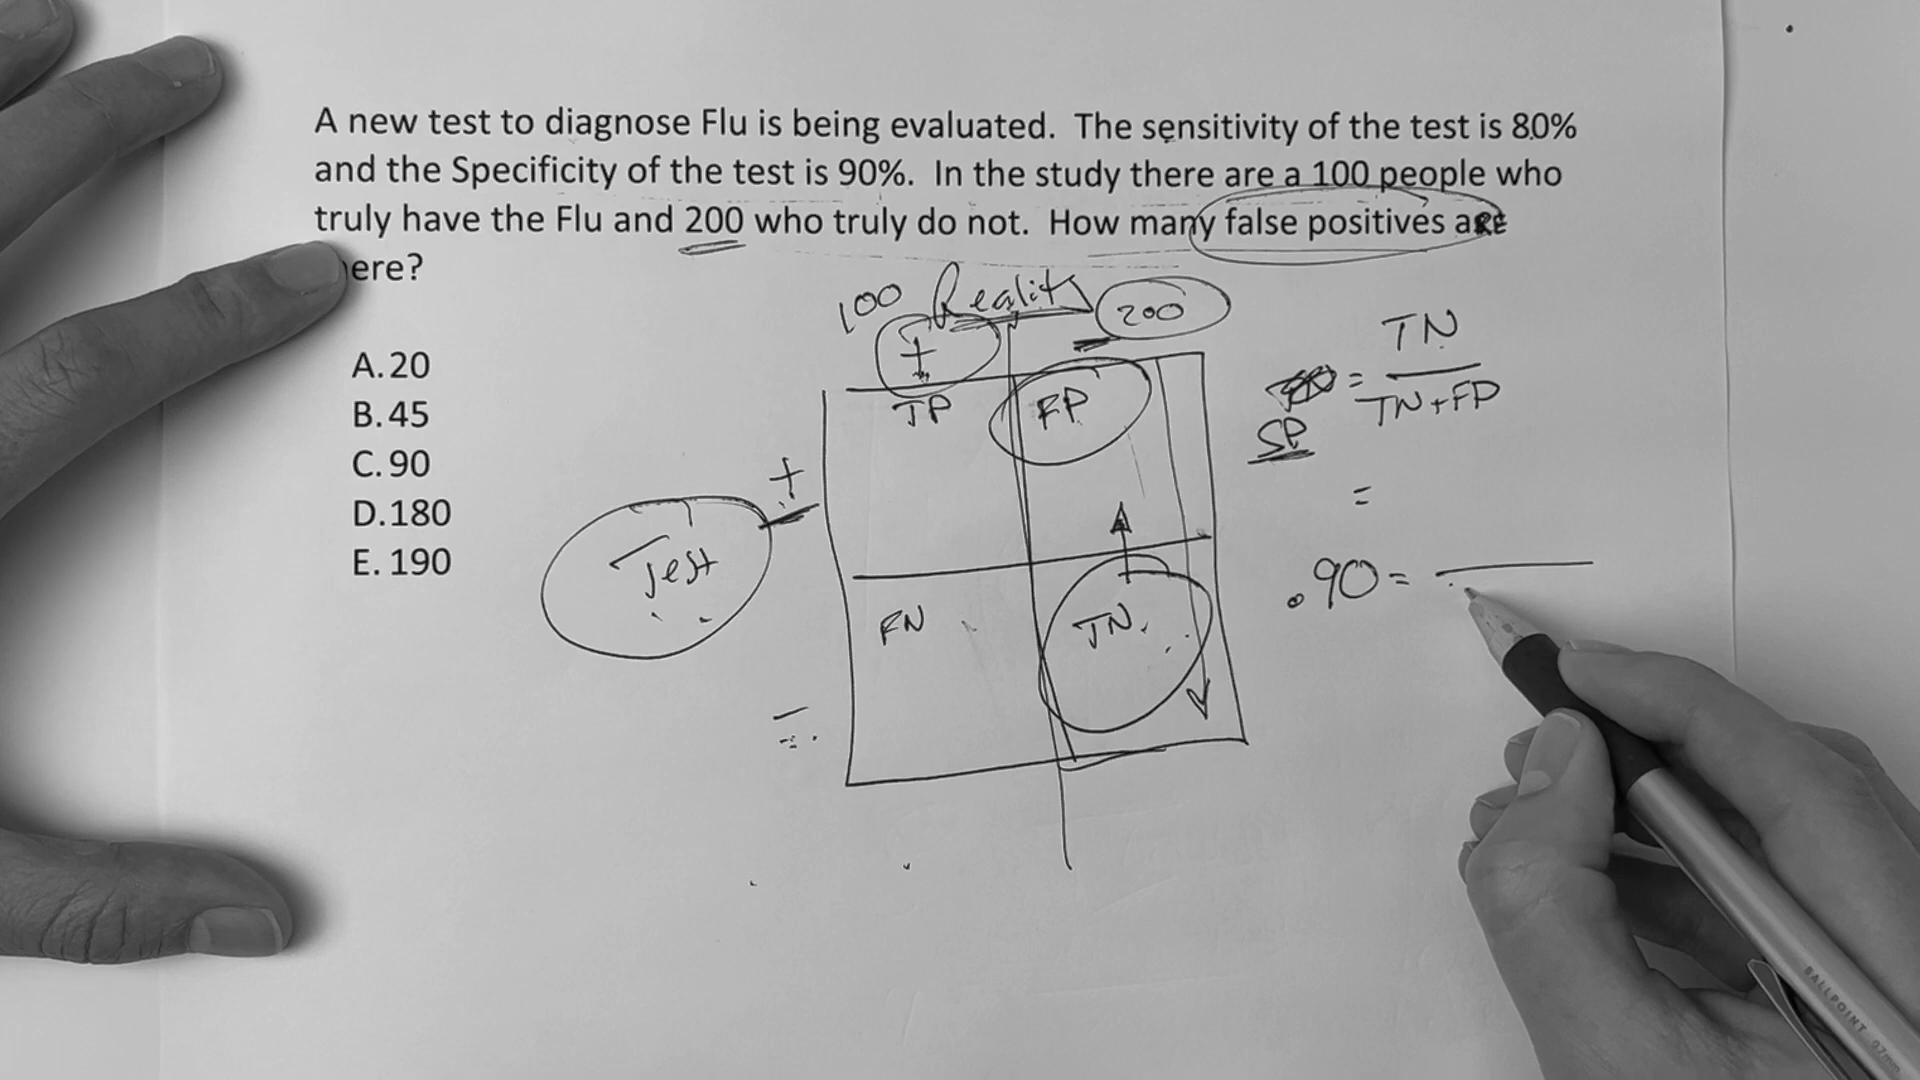 A new test to diagnose Flu is being evaluated. The sensitivity of the test is 80%
and the Specificity of the test is 90%. In the study there are a 100 people who
truly have the Flu and 200 who truly do not. How many false positives are
ere?
A. 20
B. 45
C. 90
D. 180
E. 190
100 Reality 200
+ -
TP FP
+
Test
FN TN
-
= TN
TN+FP
SP
=
.90 =
BALLPOINT 0.7mm